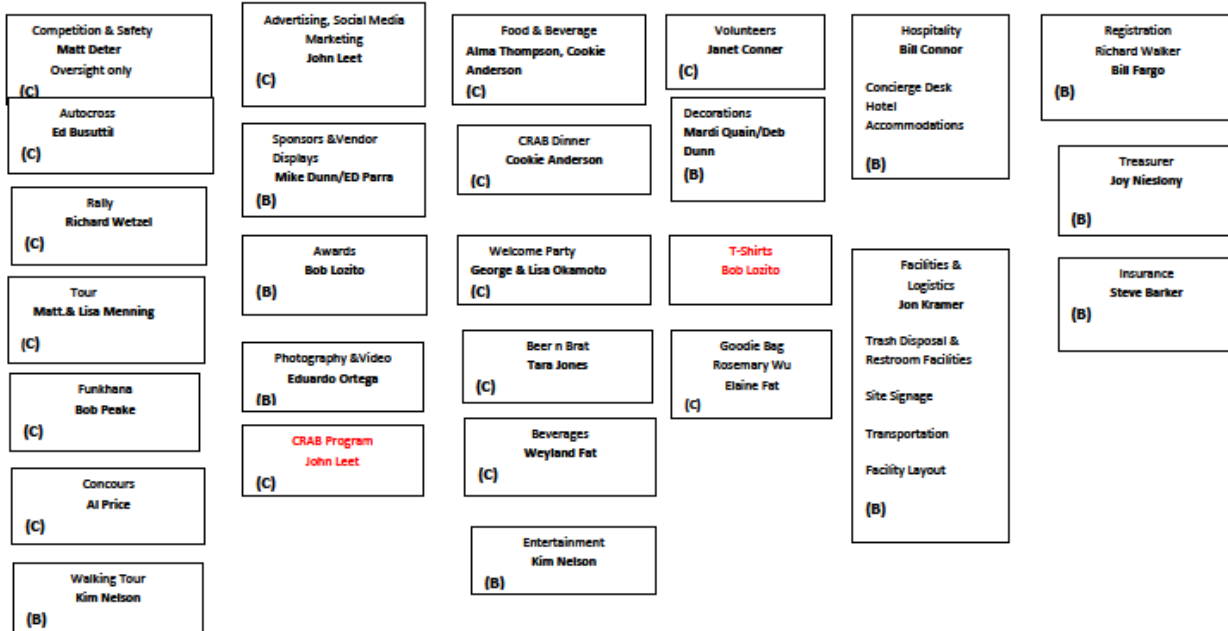 Competition & Safety
Matt Deter
Oversight only
(C)
Autocross
Ed Busuttil
(C)
Rally
Richard Wetzel
(C)
Tour
Matt.& Lisa Menning
(C)
Funkhana
Bob Peake
(C)
Concours
Al Price
(C)
Walking Tour
Kim Nelson
(B)
Advertising, Social Media
Marketing
John Leet
(C)
Sponsors &Vendor
Displays
Mike Dunn/ED Parra
(B)
Awards
Bob Lozito
(B)
Photography &Video
Eduardo Ortega
(B)
CRAB Program
John Leet
(C)
Food & Beverage
Alma Thompson, Cookie
Anderson
(C)
CRAB Dinner
Cookie Anderson
(C)
Welcome Party
George & Lisa Okamoto
(C)
Beer n Brat
Tara Jones
(C)
Beverages
Weyland Fat
(C)
Entertainment
Kim Nelson
(B)
Volunteers
Janet Conner
(C)
Decorations
Mardi Quain/Deb
Dunn
(B)
T-Shirts
Bob Lozito
Goodie Bag
Rosemary Wu
Elaine Fat
(C)
Hospitality
Bill Connor
Concierge Desk
Hotel
Accommodations
(B)
Facilities &
Logistics
Jon Kramer
Trash Disposal &
Restroom Facilities
Site Signage
Transportation
Facility Layout
(B)
Registration
Richard Walker
Bill Fargo
(B)
Treasurer
Joy Nieslony
(B)
Insurance
Steve Barker
(B)